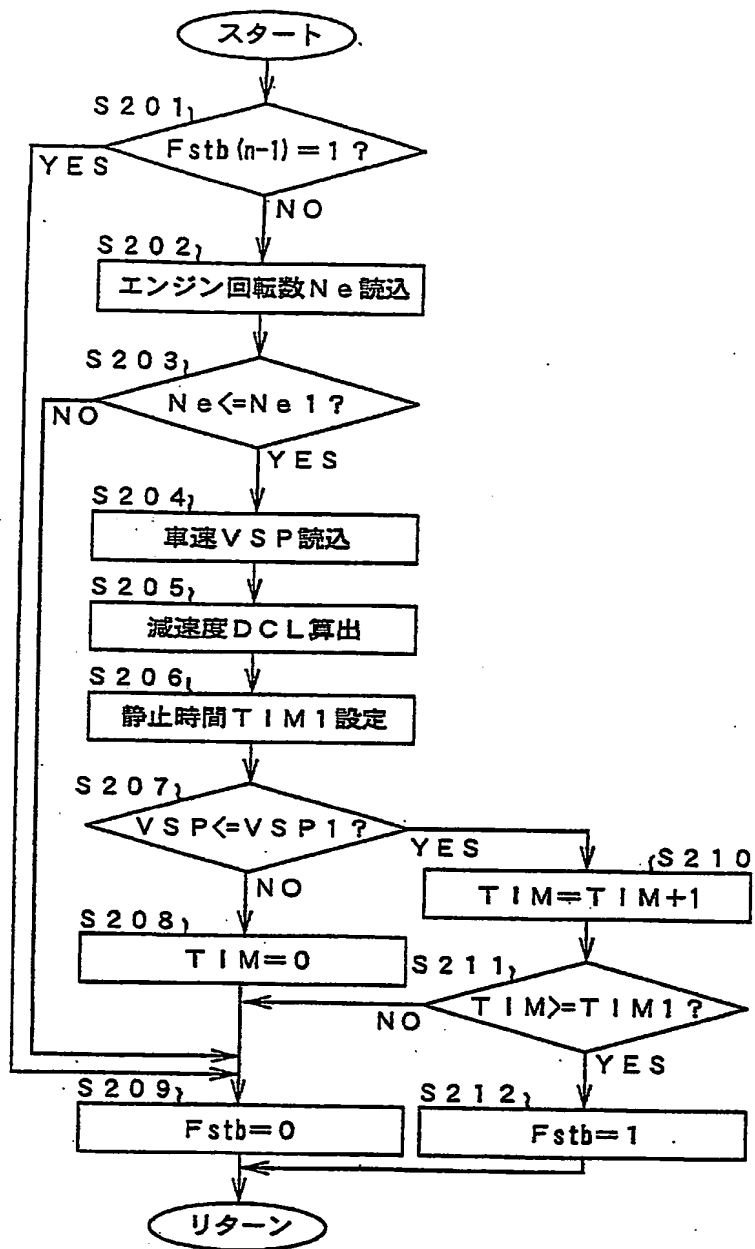 スタート
S201
Fstb(n-1)=1?
YES
NO
S202
エンジン回転数Ne読込
S203
Ne<=Ne1?
NO
YES
S204
車速VSP読込
S205
減速度DCL算出
S206
静止時間TIM1設定
S207
VSP<=VSP1?
YES
NO
S210
TIM=TIM+1
S208
TIM=0
S211
TIM>=TIM1?
NO
YES
S209
Fstb=0
S212
Fstb=1
リターン